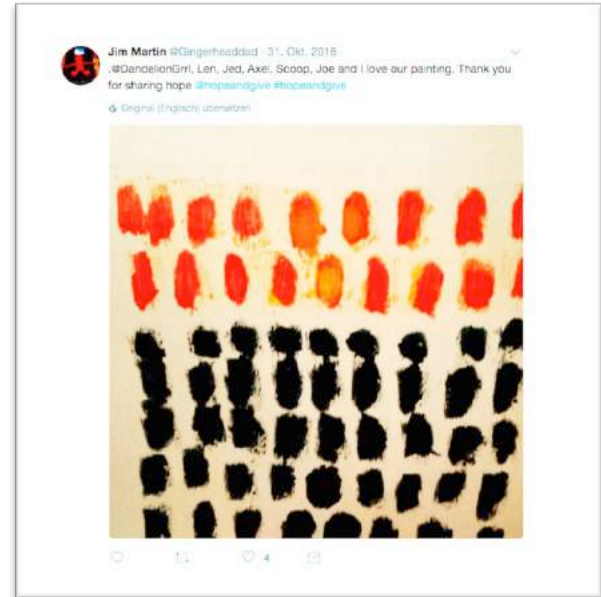 Jim Martin @Gingerheaddad · 31. Okt. 2016
.@DandelionGrrl, Len, Jed, Axel, Scoop, Joe and I love our painting. Thank you
for sharing hope @hopeandgive #hopeandgive
Original (Englisch) übersetzen
4